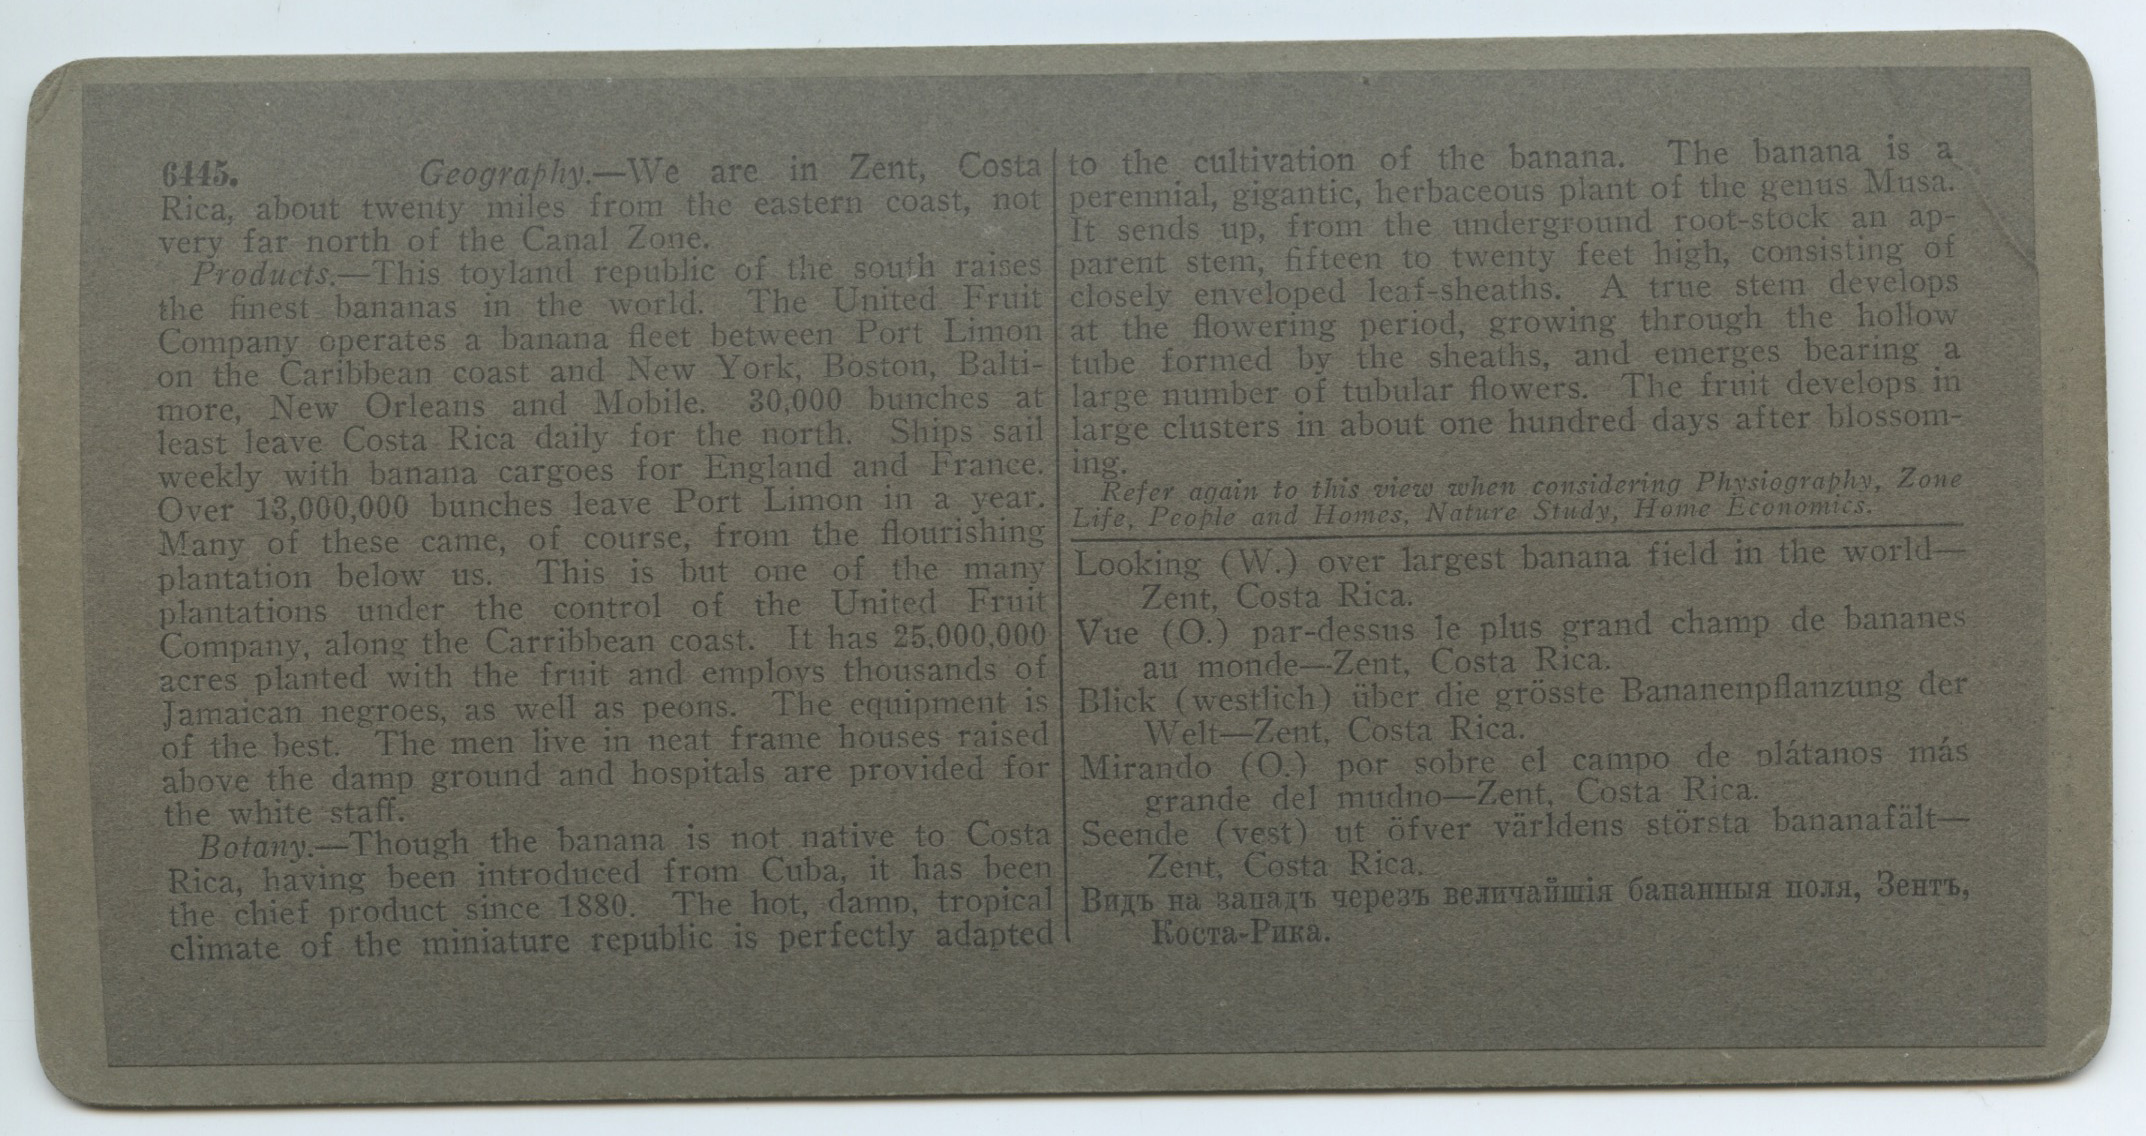 6445. Geography.—We are in Zent, Costa
Rica, about twenty miles from the eastern coast, not
very far north of the Canal Zone.
Products.—This toyland republic of the south raises
the finest bananas in the world. The United Fruit
Company operates a banana fleet between Port Limon
on the Caribbean coast and New York, Boston, Balti-
more, New Orleans and Mobile. 30,000 bunches at
least leave Costa Rica daily for the north. Ships sail
weekly with banana cargoes for England and France.
Over 13,000,000 bunches leave Port Limon in a year.
Many of these came, of course, from the flourishing
plantation below us. This is but one of the many
plantations under the control of the United Fruit
Company, along the Carribbean coast. It has 25,000,000
acres planted with the fruit and employs thousands of
Jamaican negroes, as well as peons. The equipment is
of the best. The men live in neat frame houses raised
above the damp ground and hospitals are provided for
the white staff.
Botany.—Though the banana is not native to Costa
Rica, having been introduced from Cuba, it has been
the chief product since 1880. The hot, damp, tropical
climate of the miniature republic is perfectly adapted
to the cultivation of the banana. The banana is a
perennial, gigantic, herbaceous plant of the genus Musa.
It sends up, from the underground root-stock an ap-
parent stem, fifteen to twenty feet high, consisting of
closely enveloped leaf-sheaths. A true stem develops
at the flowering period, growing through the hollow
tube formed by the sheaths, and emerges bearing a
large number of tubular flowers. The fruit develops in
large clusters in about one hundred days after blossom-
ing.
Refer again to this view when considering Physiography, Zone
Life, People and Homes, Nature Study, Home Economics.
Looking (W.) over largest banana field in the world—
Zent, Costa Rica.
Vue (O.) par-dessus le plus grand champ de bananes
au monde—Zent, Costa Rica.
Blick (westlich) über die grösste Bananenpflanzung der
Welt—Zent, Costa Rica.
Mirando (O.) por sobre el campo de plátanos más
grande del mudno—Zent, Costa Rica.
Seende (vest) ut öfver världens största bananafält—
Zent, Costa Rica.
Видъ на западъ черезъ величайшія бананныя поля, Зентъ,
Коста-Рика.